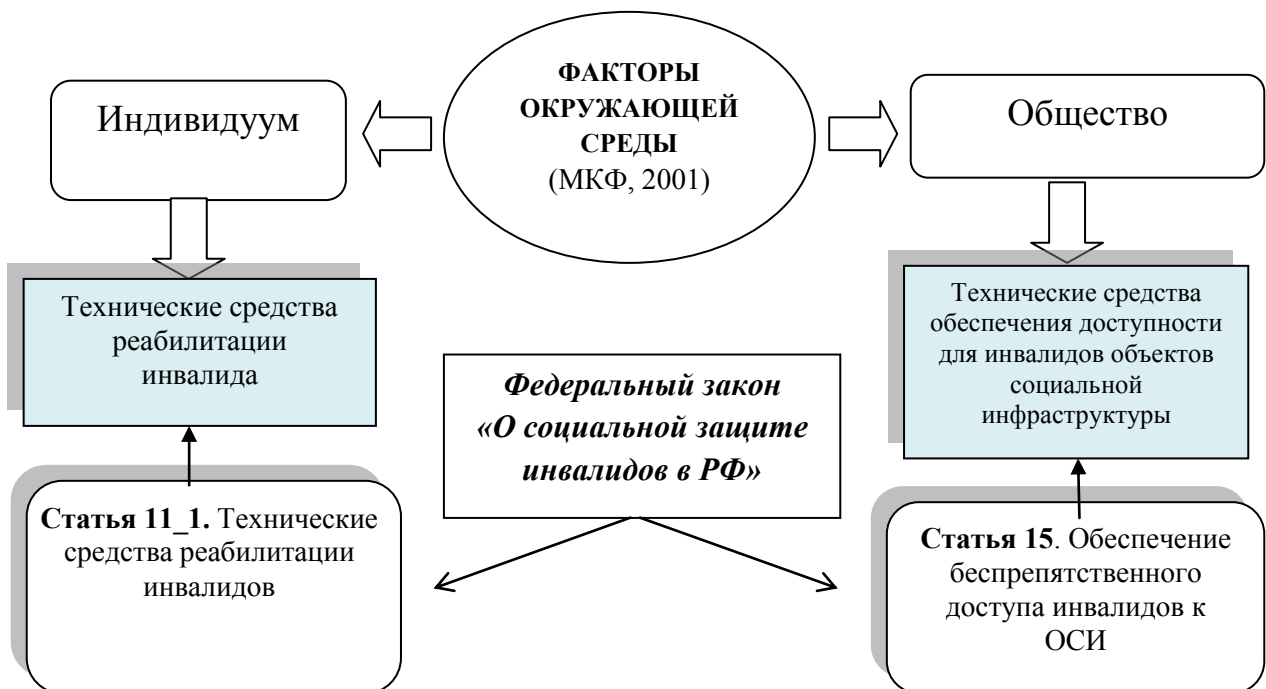 ФАКТОРЫ
ОКРУЖАЮЩЕЙ
СРЕДЫ
(МКФ, 2001)
Индивидуум
Общество
Технические средства
реабилитации
инвалида
Технические средства
обеспечения доступности
для инвалидов объектов
социальной
инфраструктуры
Федеральный закон
«О социальной защите
инвалидов в РФ»
Статья 11_1. Технические
средства реабилитации
инвалидов
Статья 15. Обеспечение
беспрепятственного
доступа инвалидов к
ОСИ